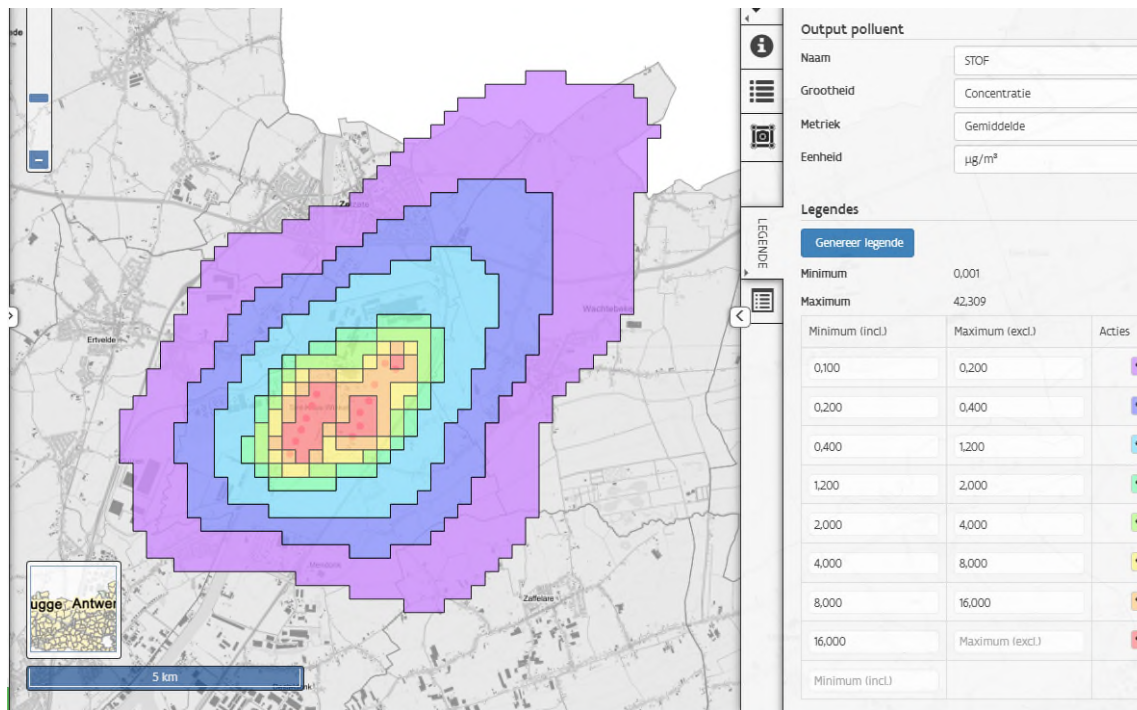 Output polluent
Naam
STOF
Grootheid
Concentratie
Metriek
Gemiddelde
Eenheid
µg/m³
LEGENDE
Legendes
Genereer legende
Minimum 0,001
Maximum 42,309
Minimum (incl.) Maximum (excl.) Acties
0,100 0,200
0,200 0,400
0,400 1,200
1,200 2,000
2,000 4,000
4,000 8,000
8,000 16,000
16,000 Maximum (excl.)
Minimum (incl.)
Zelzate
Ertvelde
Wachtebeke
Mendonk
Zaffelare
ugge Antwer
5 km